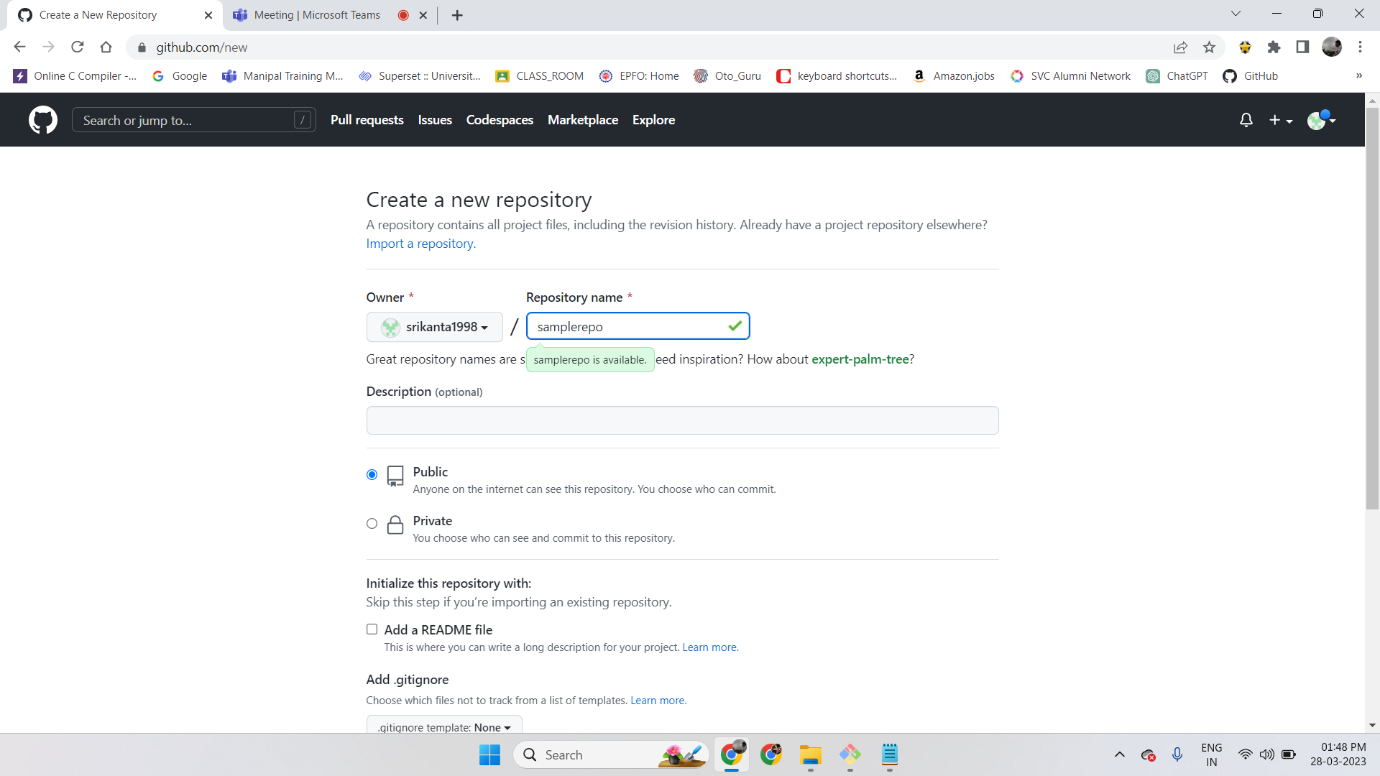 Create a New Repository
Meeting | Microsoft Teams
github.com/new
Online C Compiler -...
Google
Manipal Training M...
Superset :: Universit...
CLASS_ROOM
EPFO: Home
Oto_Guru
keyboard shortcuts...
Amazon.jobs
SVC Alumni Network
ChatGPT
GitHub
»
Search or jump to...
/
Pull requests
Issues
Codespaces
Marketplace
Explore
Create a new repository
A repository contains all project files, including the revision history. Already have a project repository elsewhere?
Import a repository.
Owner *
Repository name *
srikanta1998
/
samplerepo
Great repository names are s
samplerepo is available.
eed inspiration? How about expert-palm-tree?
Description (optional)
Public
Anyone on the internet can see this repository. You choose who can commit.
Private
You choose who can see and commit to this repository.
Initialize this repository with:
Skip this step if you're importing an existing repository.
Add a README file
This is where you can write a long description for your project. Learn more.
Add .gitignore
Choose which files not to track from a list of templates. Learn more.
.gitignore template: None
Search
ENG
IN
01:48 PM
28-03-2023